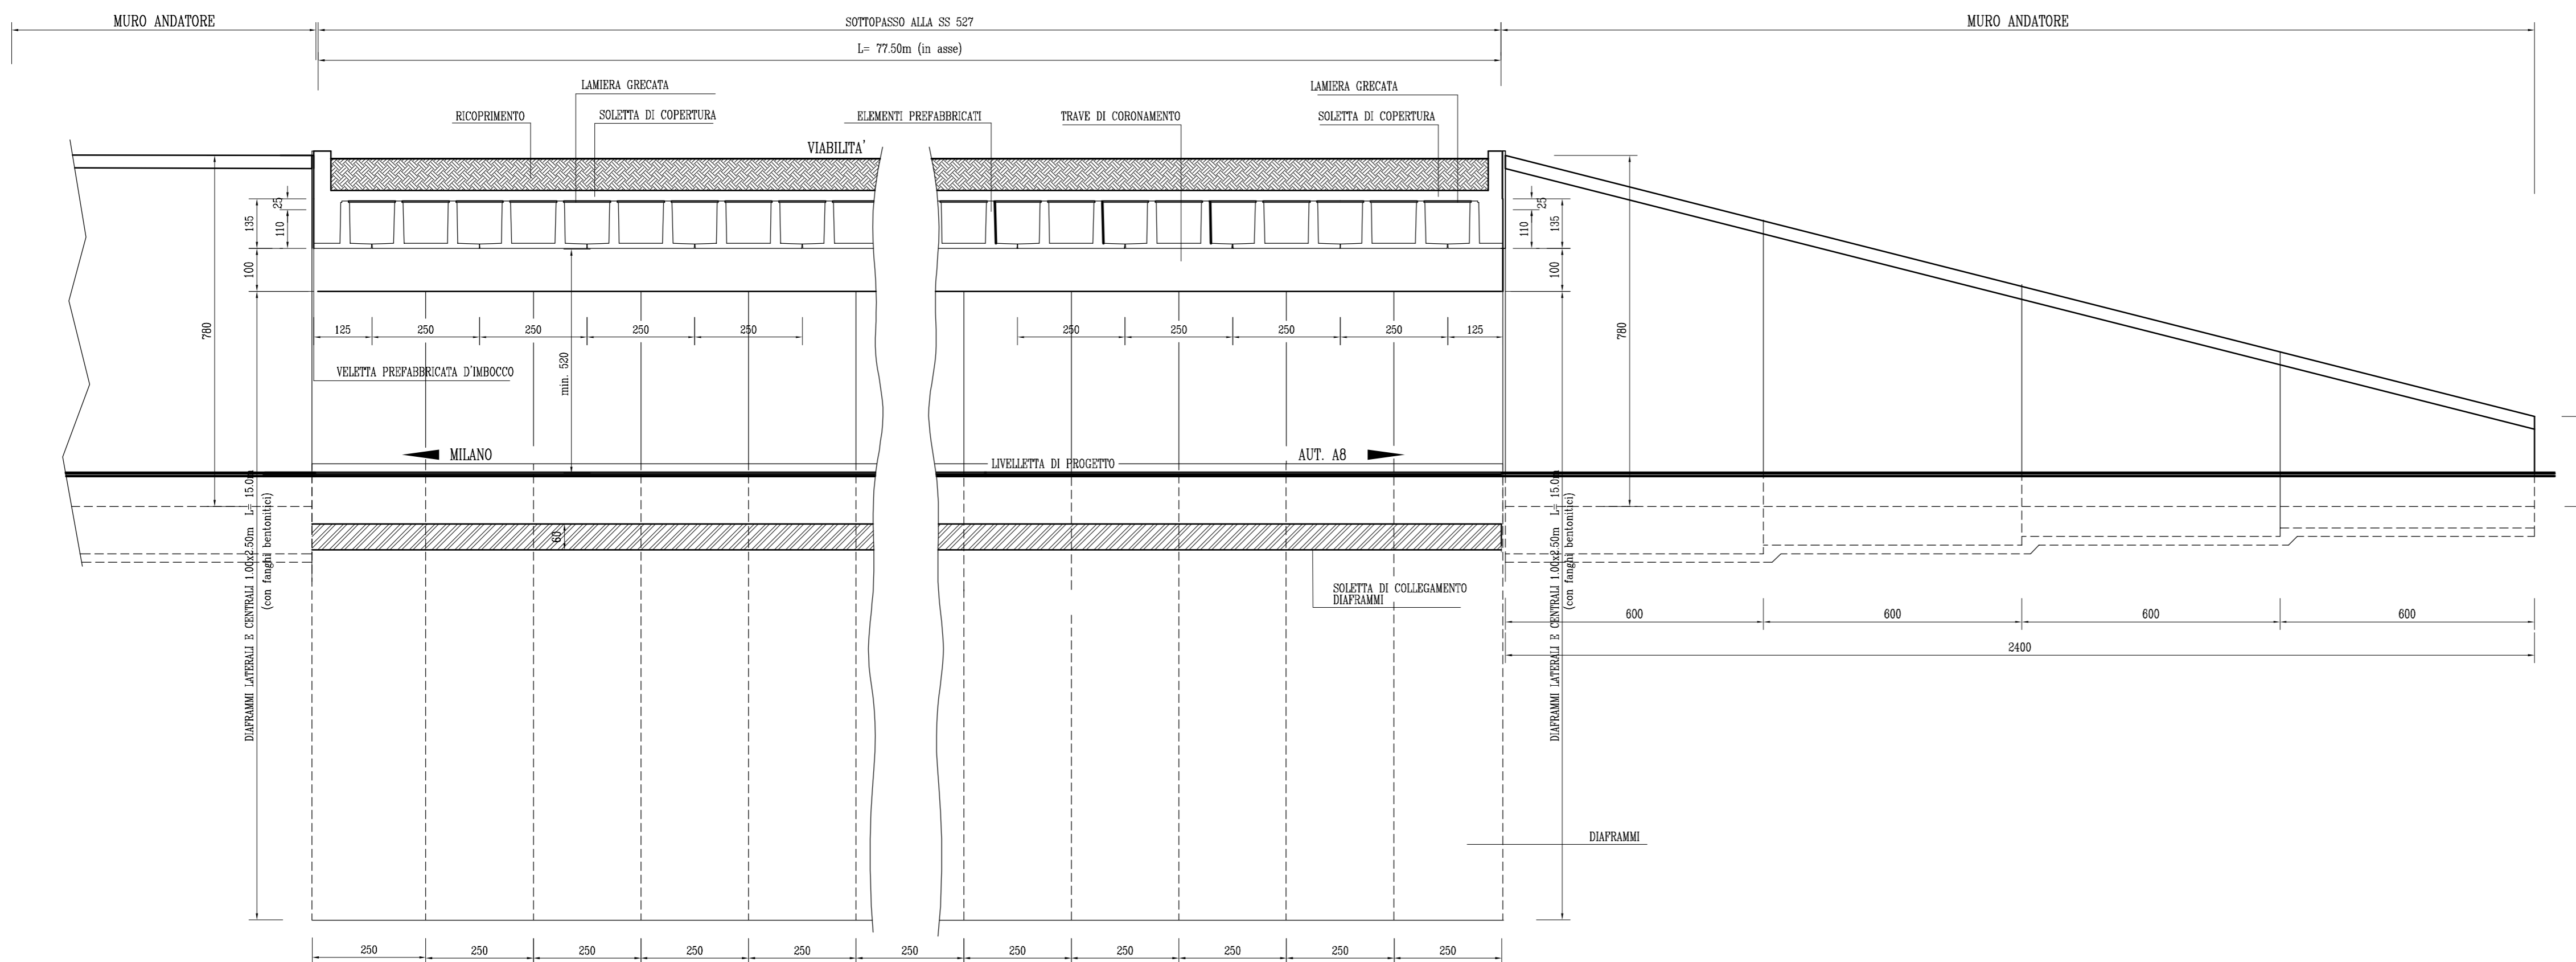 MURO ANDATORE
SOTTOPASSO ALLA SS 527
MURO ANDATORE
L= 77.50m (in asse)
LAMIERA GRECATA
LAMIERA GRECATA
RICOPRIMENTO
SOLETTA DI COPERTURA
ELEMENTI PREFABBRICATI
TRAVE DI CORONAMENTO
SOLETTA DI COPERTURA
VIABILITA'
25
135
110
100
780
25
110
135
100
780
125
250
250
250
250
250
250
250
250
125
min. 520
VELETTA PREFABBRICATA D'IMBOCCO
MILANO
LIVELLETTA DI PROGETTO
AUT. A8
DIAFRAMMI LATERALI E CENTRALI 1.00x2.50m L= 15.0m
(con fanghi bentonitici)
60
DIAFRAMMI LATERALI E CENTRALI 1.00x2.50m L= 15.0m
(con fanghi bentonitici)
SOLETTA DI COLLEGAMENTO
DIAFRAMMI
600
600
600
600
2400
DIAFRAMMI
250
250
250
250
250
250
250
250
250
250
250